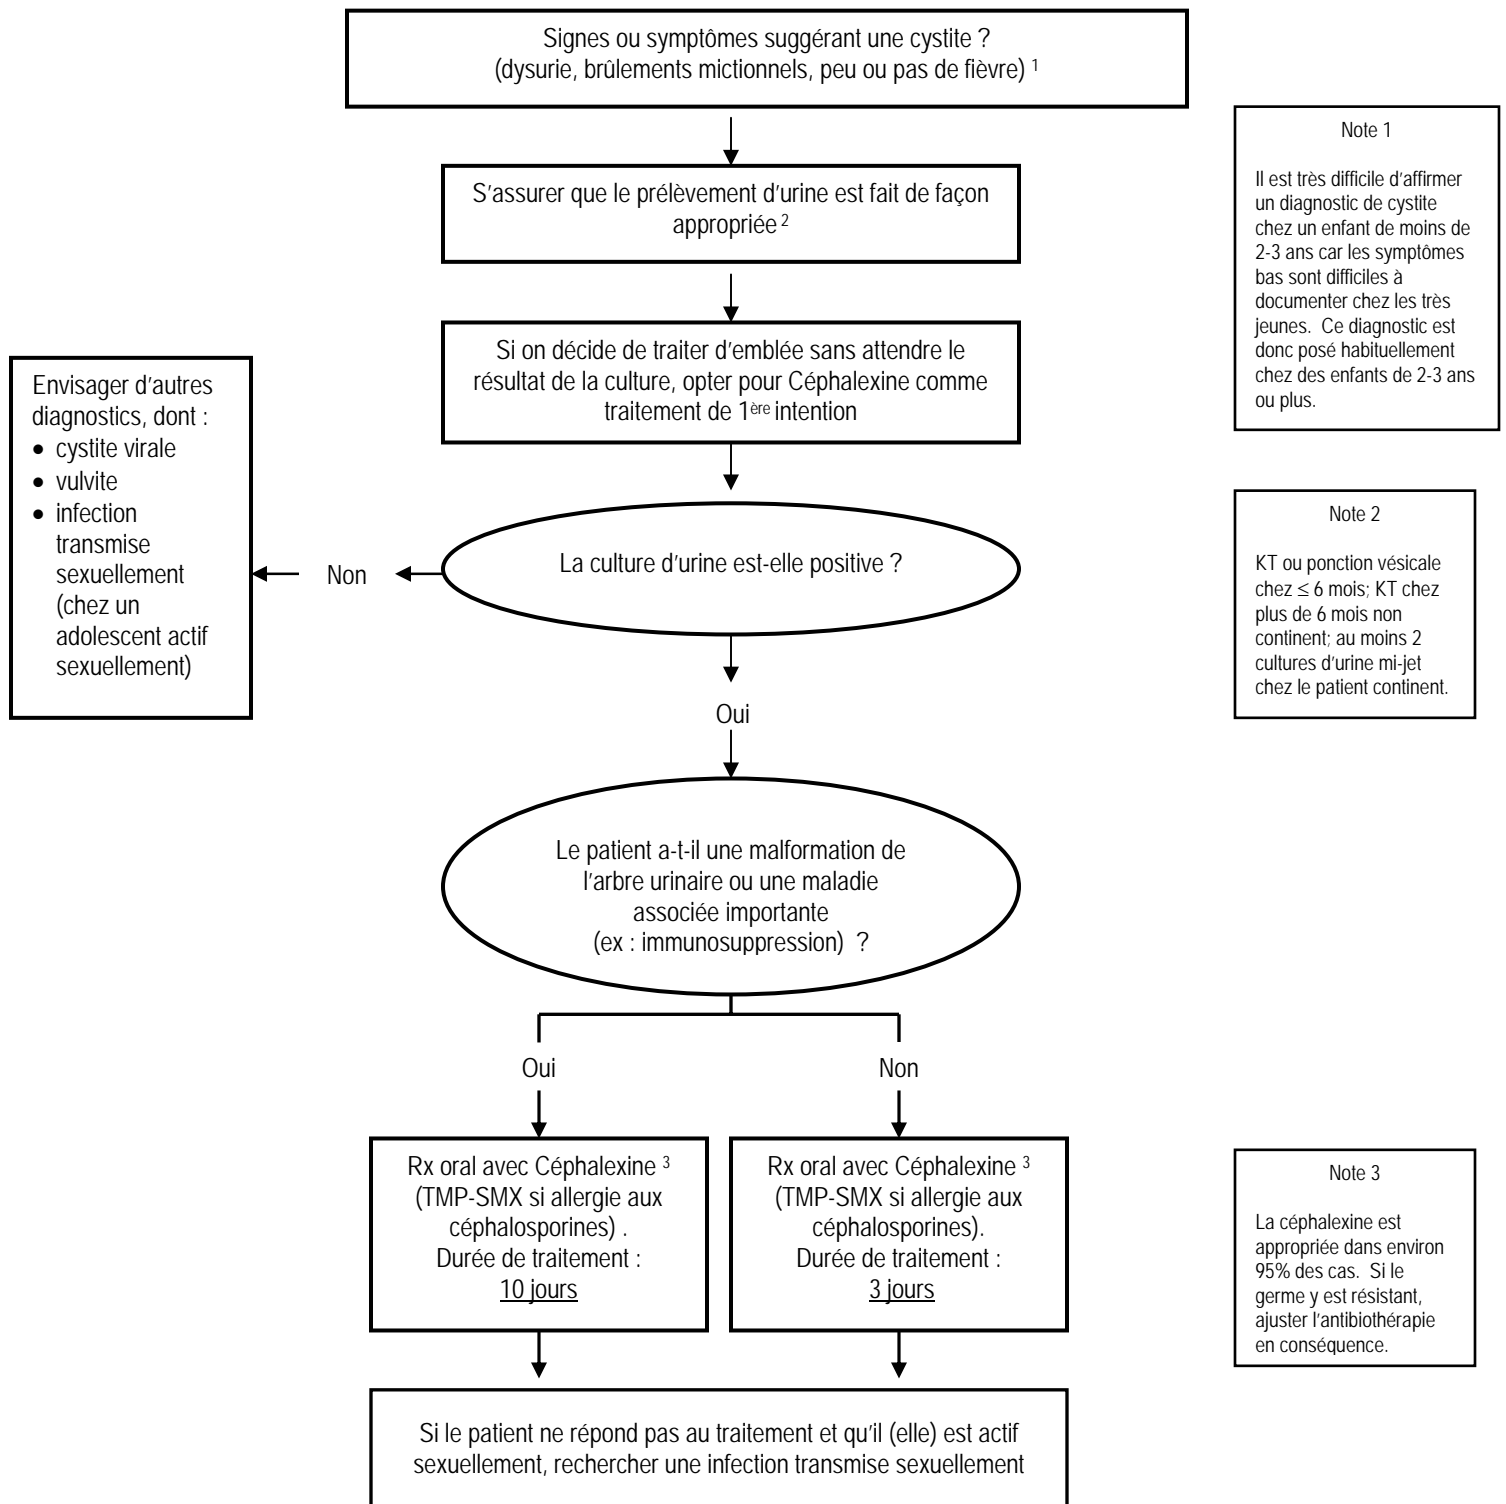 Signes ou symptômes suggérant une cystite ?
(dysurie, brûlements mictionnels, peu ou pas de fièvre) ¹
Note 1
Il est très difficile d'affirmer
un diagnostic de cystite
chez un enfant de moins de
2-3 ans car les symptômes
bas sont difficiles à
documenter chez les très
jeunes. Ce diagnostic est
donc posé habituellement
chez des enfants de 2-3 ans
ou plus.
S'assurer que le prélèvement d'urine est fait de façon
appropriée ²
Si on décide de traiter d'emblée sans attendre le
résultat de la culture, opter pour Céphalexine comme
traitement de 1ère intention
Envisager d'autres
diagnostics, dont :
• cystite virale
• vulvite
• infection
transmise
sexuellement
(chez un
adolescent actif
sexuellement)
Non
La culture d'urine est-elle positive ?
Note 2
KT ou ponction vésicale
chez ≤ 6 mois; KT chez
plus de 6 mois non
continent; au moins 2
cultures d'urine mi-jet
chez le patient continent.
Oui
Le patient a-t-il une malformation de
l'arbre urinaire ou une maladie
associée importante
(ex : immunosuppression) ?
Oui
Non
Rx oral avec Céphalexine ³
(TMP-SMX si allergie aux
céphalosporines) .
Durée de traitement :
10 jours
Rx oral avec Céphalexine ³
(TMP-SMX si allergie aux
céphalosporines).
Durée de traitement :
3 jours
Note 3
La céphalexine est
appropriée dans environ
95% des cas. Si le
germe y est résistant,
ajuster l'antibiothérapie
en conséquence.
Si le patient ne répond pas au traitement et qu'il (elle) est actif
sexuellement, rechercher une infection transmise sexuellement